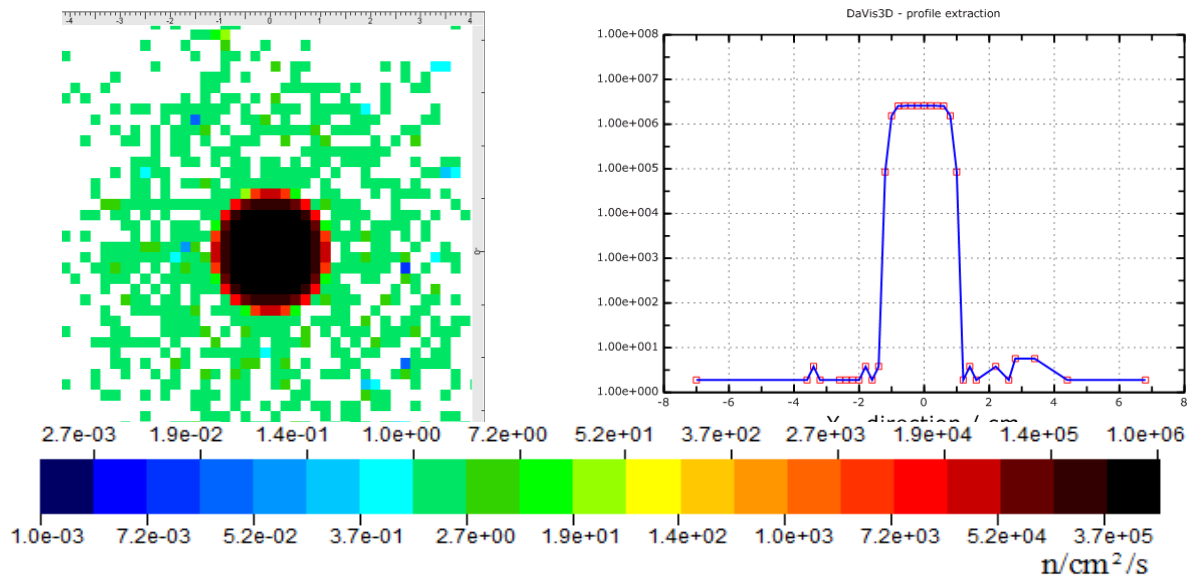 -4 -3 -2 -1 0 1 2 3 4
DaVis3D - profile extraction
1.00e+008
1.00e+007
1.00e+006
1.00e+005
1.00e+004
1.00e+003
1.00e+002
1.00e+001
1.00e+000
-8 -6 -4 -2 0 2 4 6 8
direction / cm
2.7e-03 1.9e-02 1.4e-01 1.0e+00 7.2e+00 5.2e+01 3.7e+02 2.7e+03 1.9e+04 1.4e+05 1.0e+06
1.0e-03 7.2e-03 5.2e-02 3.7e-01 2.7e+00 1.9e+01 1.4e+02 1.0e+03 7.2e+03 5.2e+04 3.7e+05
n/cm²/s